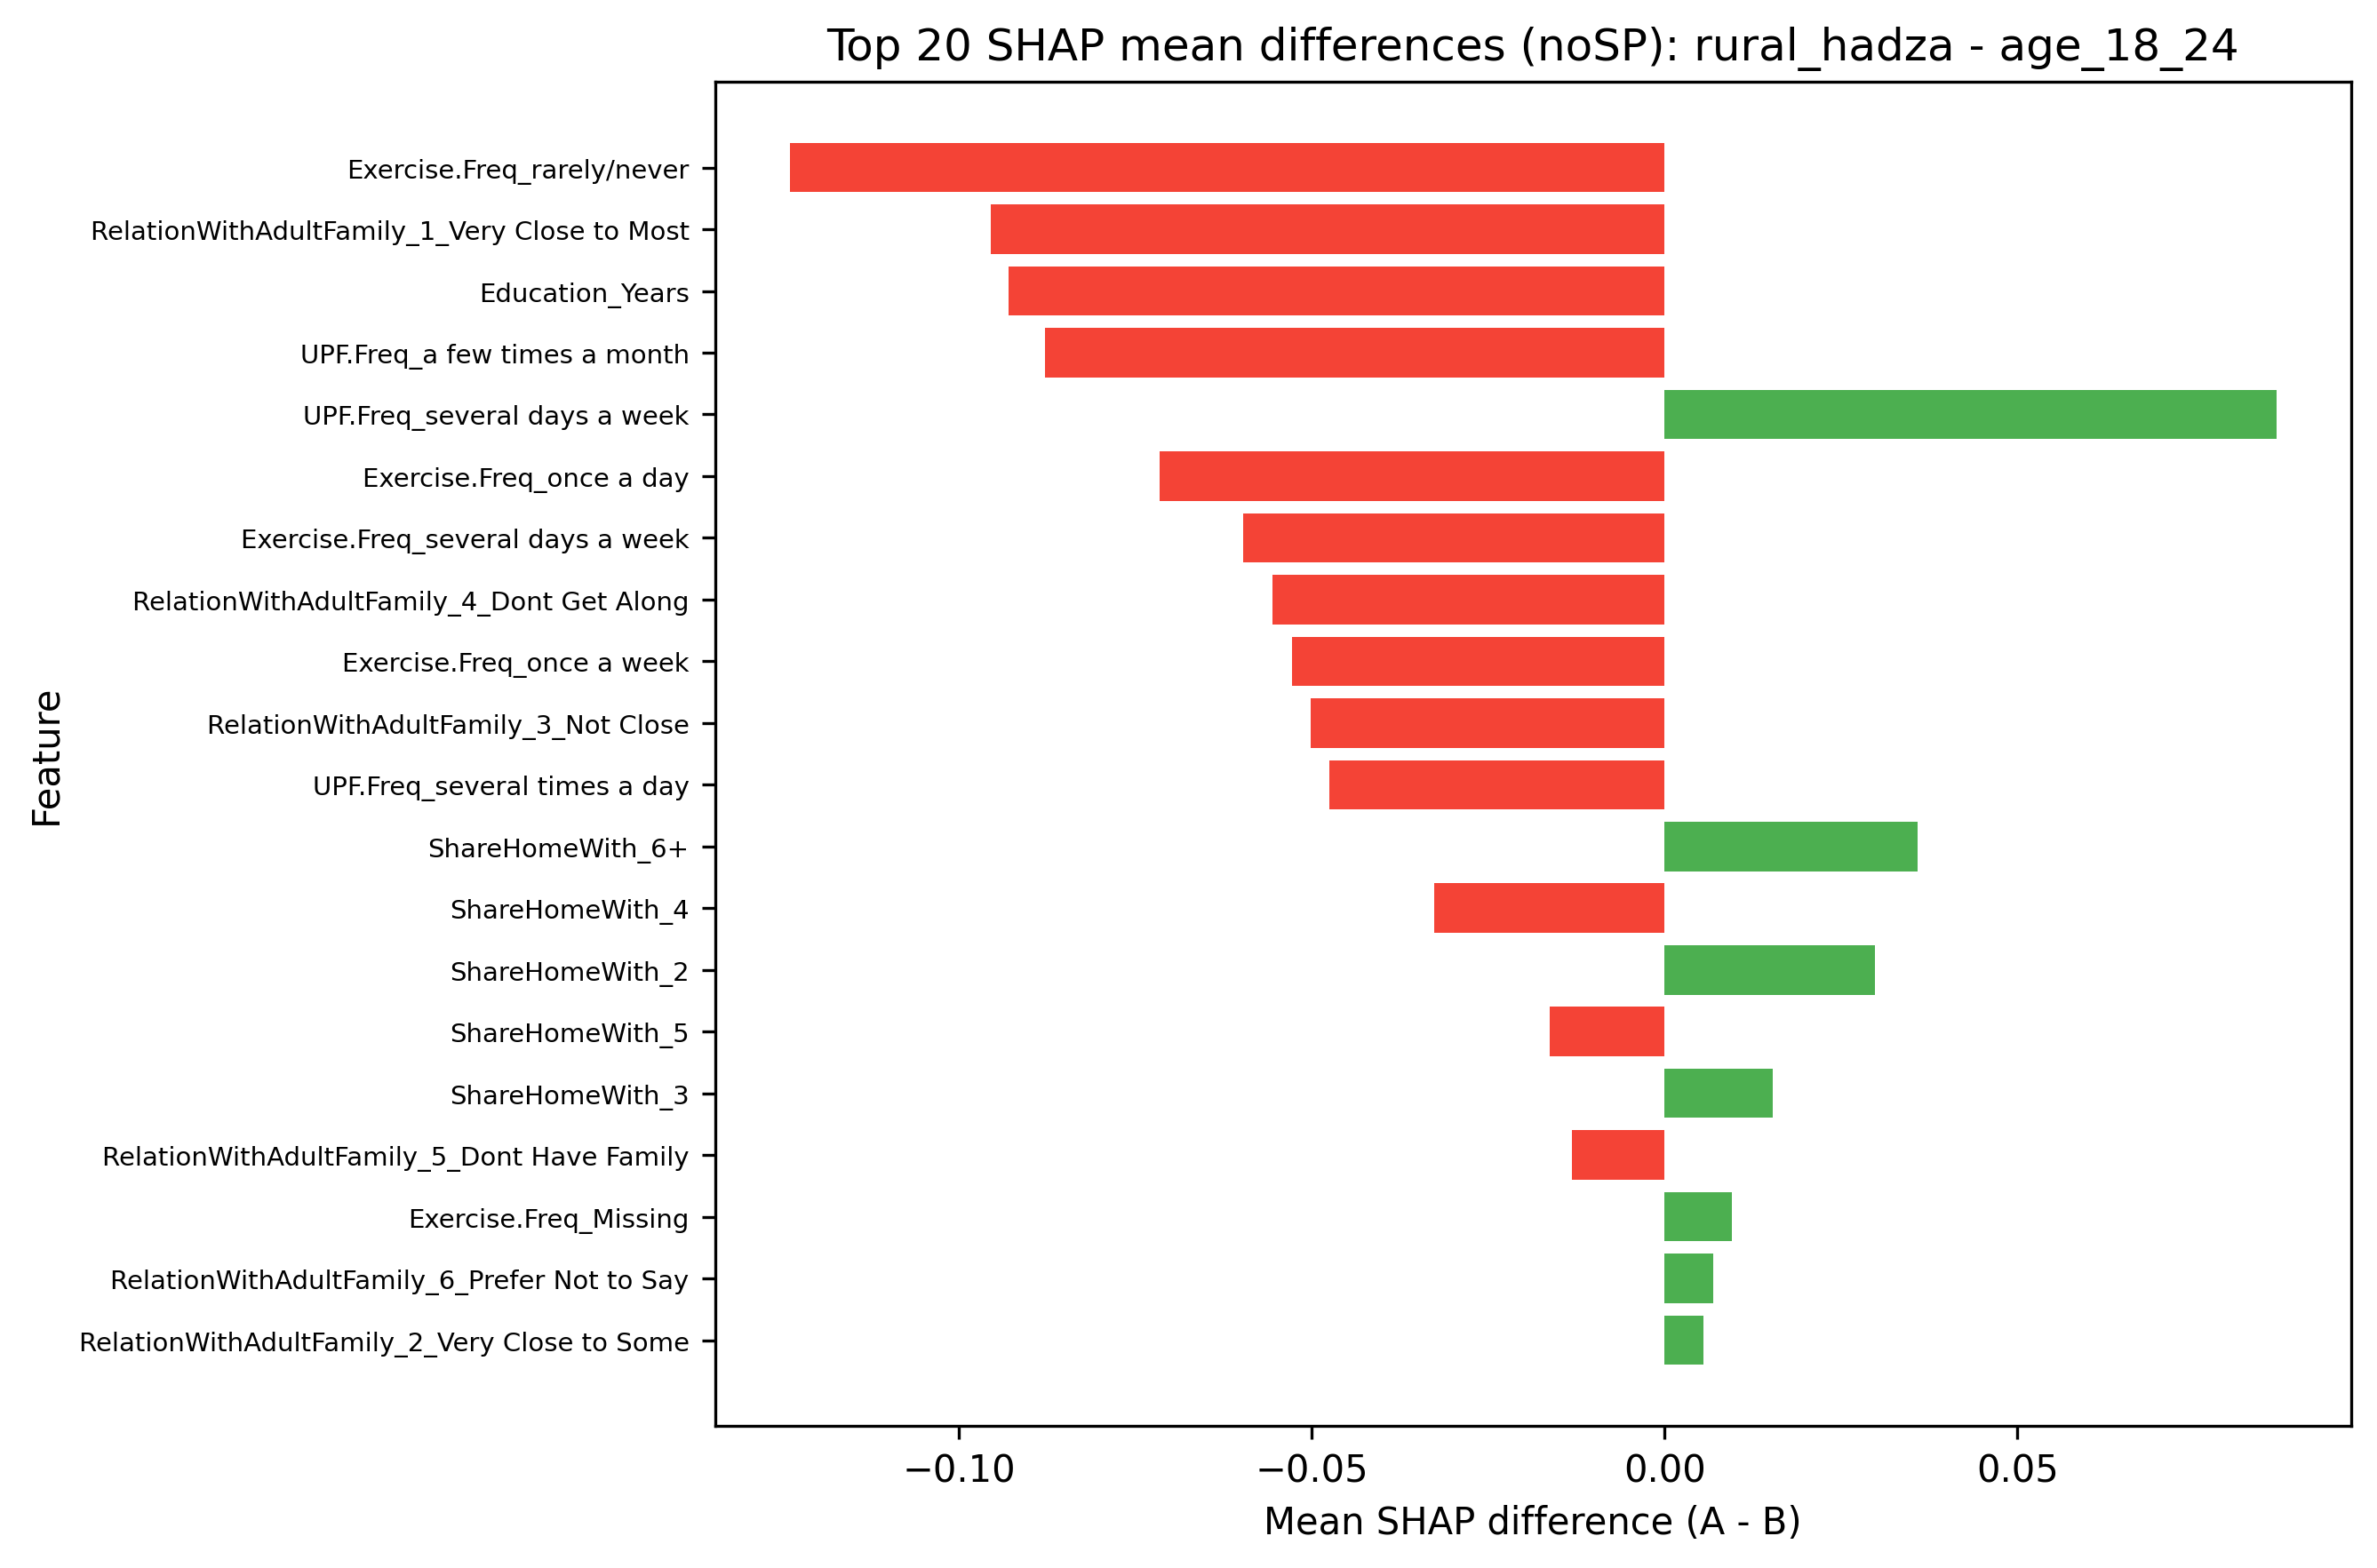 Top 20 SHAP mean differences (noSP): rural_hadza - age_18_24
Feature
Exercise.Freq_rarely/never
RelationWithAdultFamily_1_Very Close to Most
Education_Years
UPF.Freq_a few times a month
UPF.Freq_several days a week
Exercise.Freq_once a day
Exercise.Freq_several days a week
RelationWithAdultFamily_4_Dont Get Along
Exercise.Freq_once a week
RelationWithAdultFamily_3_Not Close
UPF.Freq_several times a day
ShareHomeWith_6+
ShareHomeWith_4
ShareHomeWith_2
ShareHomeWith_5
ShareHomeWith_3
RelationWithAdultFamily_5_Dont Have Family
Exercise.Freq_Missing
RelationWithAdultFamily_6_Prefer Not to Say
RelationWithAdultFamily_2_Very Close to Some
−0.10 −0.05 0.00 0.05
Mean SHAP difference (A - B)